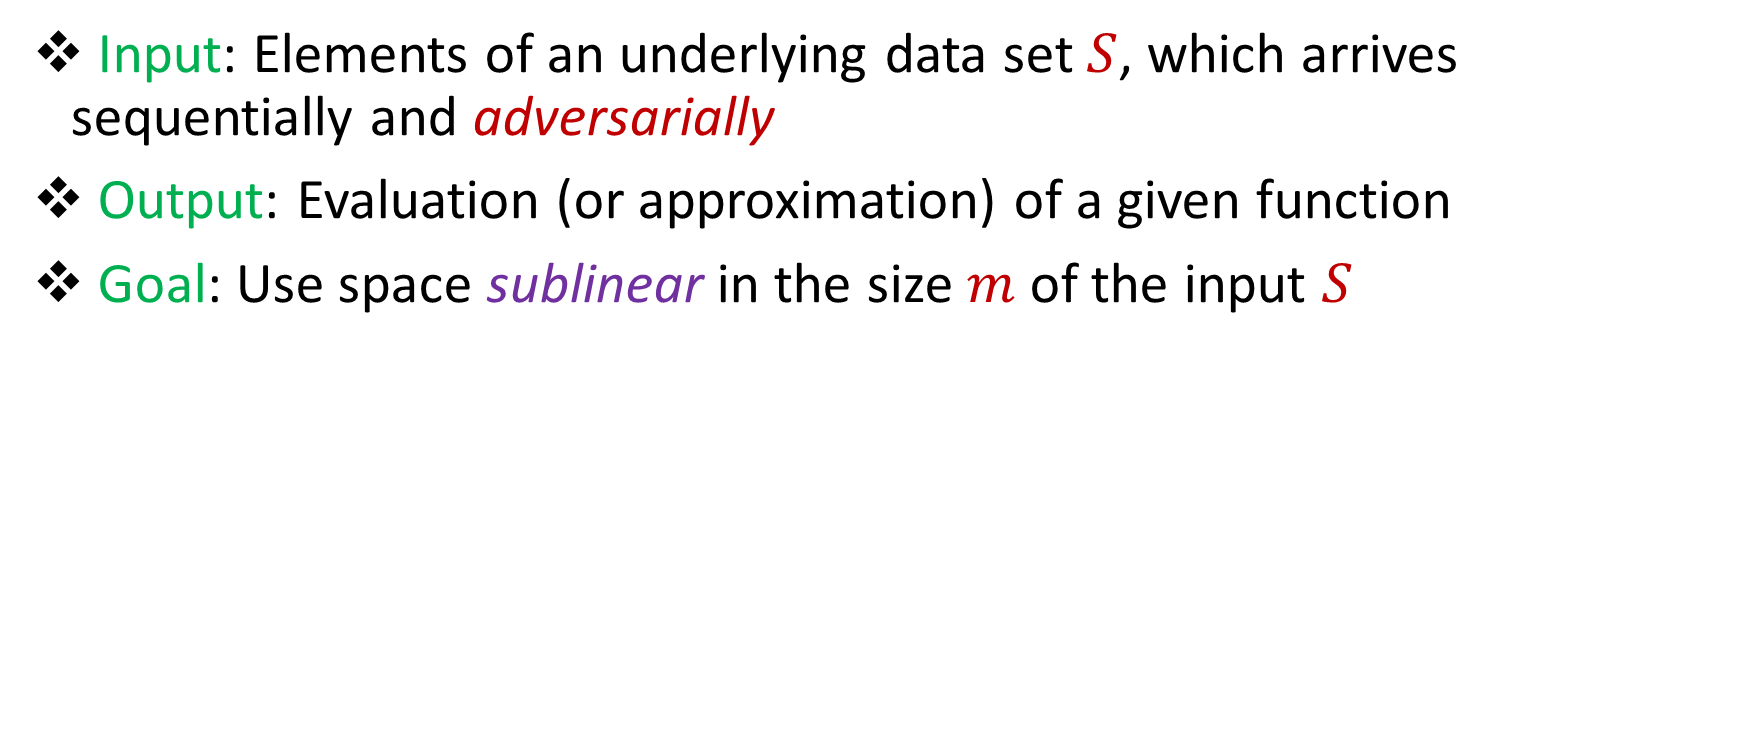 ❖ Input: Elements of an underlying data set S, which arrives
sequentially and adversarially
❖ Output: Evaluation (or approximation) of a given function
❖ Goal: Use space sublinear in the size m of the input S